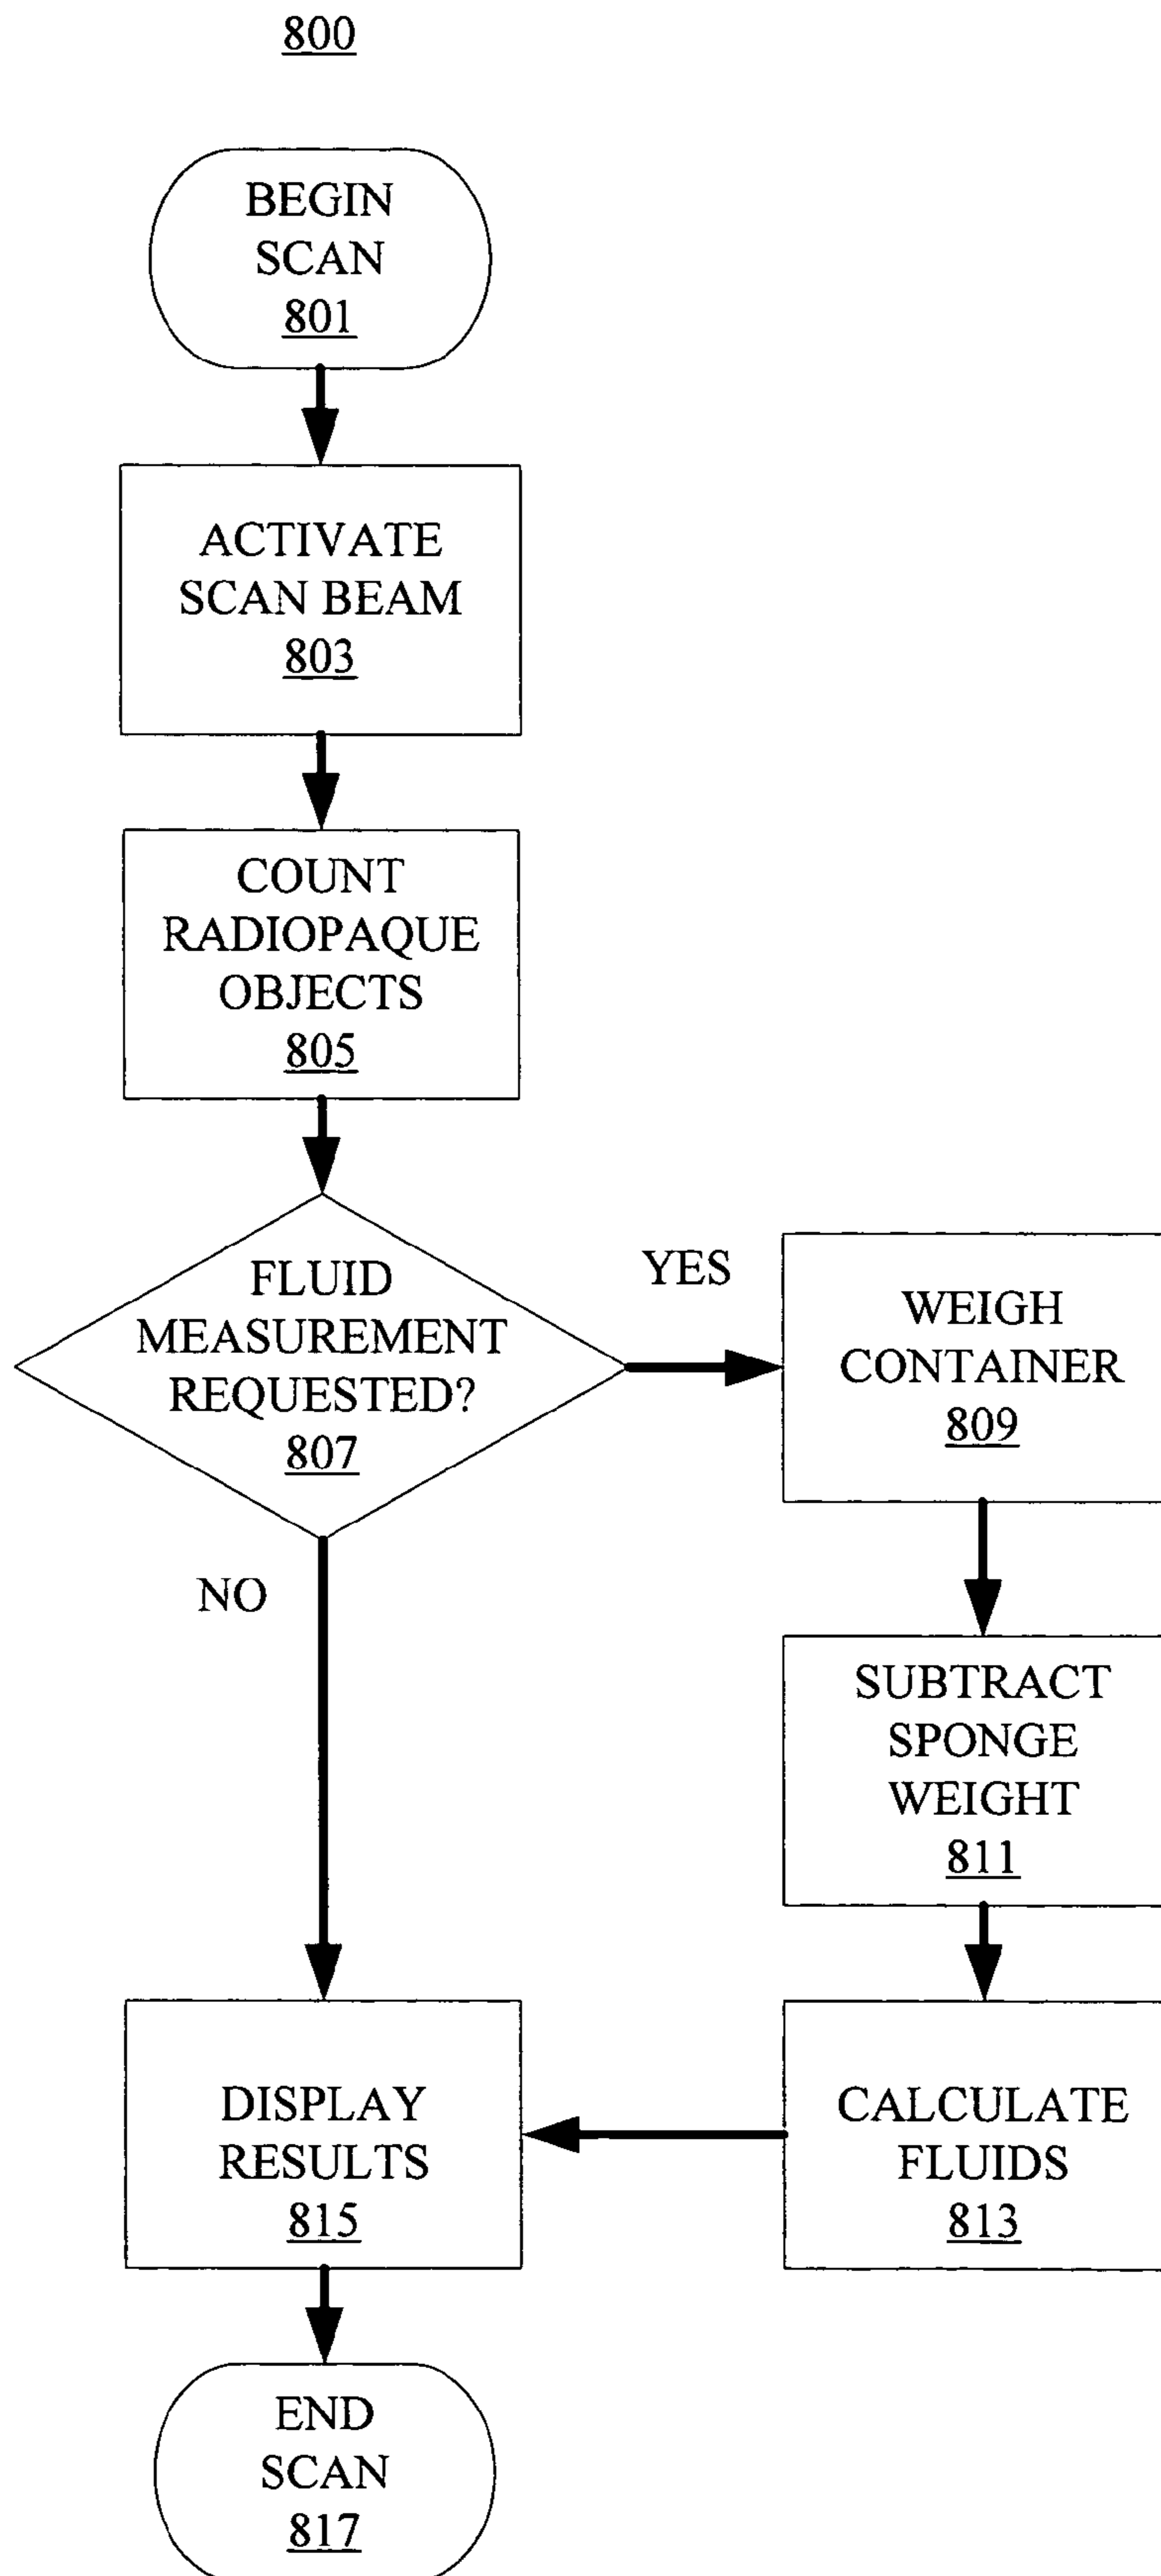 800
BEGIN
SCAN
801
ACTIVATE
SCAN BEAM
803
COUNT
RADIOPAQUE
OBJECTS
805
FLUID
MEASUREMENT
REQUESTED?
807
YES
WEIGH
CONTAINER
809
NO
SUBTRACT
SPONGE
WEIGHT
811
CALCULATE
FLUIDS
813
DISPLAY
RESULTS
815
END
SCAN
817